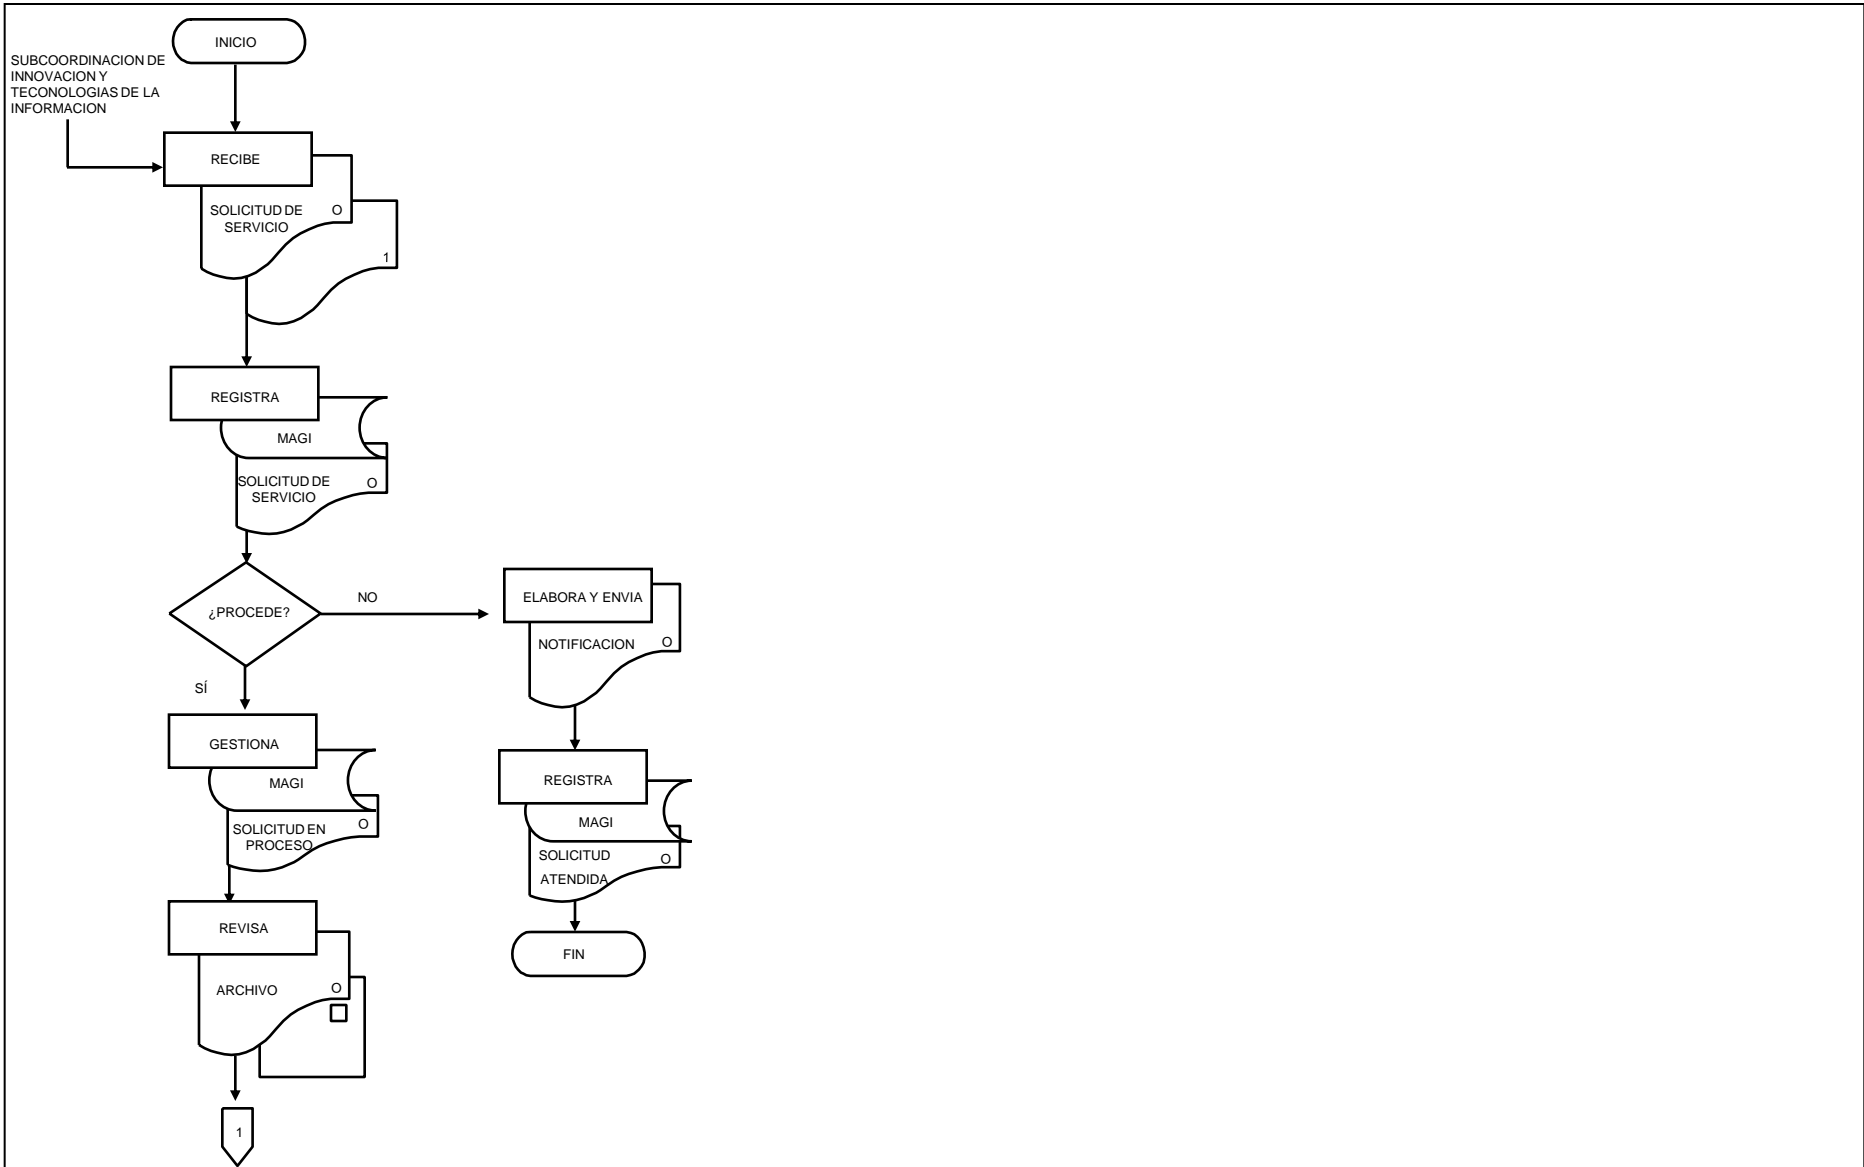 INICIO
SUBCOORDINACION DE
INNOVACION Y
TECONOLOGIAS DE LA
INFORMACION
RECIBE
SOLICITUD DE
SERVICIO
O
1
REGISTRA
MAGI
SOLICITUD DE
SERVICIO
O
¿PROCEDE?
NO
SÍ
ELABORA Y ENVIA
NOTIFICACION
O
GESTIONA
MAGI
SOLICITUD EN
PROCESO
O
REGISTRA
MAGI
SOLICITUD
ATENDIDA
O
REVISA
ARCHIVO
O
FIN
1